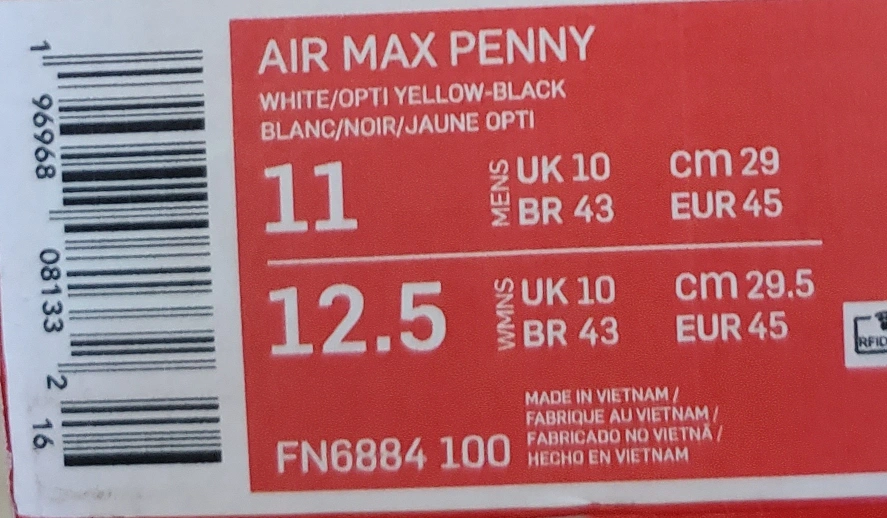 1 96968 08133 2 16
AIR MAX PENNY
WHITE/OPTI YELLOW-BLACK
BLANC/NOIR/JAUNE OPTI
11
MENS
UK 10 cm 29
BR 43 EUR 45
12.5
WMNS
UK 10 cm 29.5
BR 43 EUR 45
FN6884 100
MADE IN VIETNAM /
FABRIQUE AU VIETNAM /
FABRICADO NO VIETNÃ /
HECHO EN VIETNAM
RFID